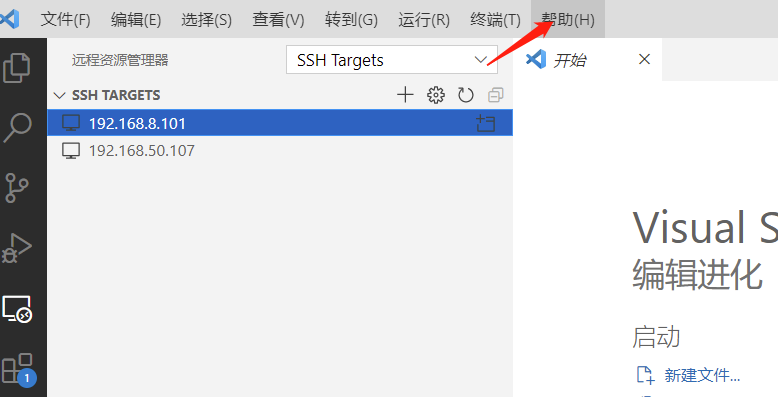 文件(F) 编辑(E) 选择(S) 查看(V) 转到(G) 运行(R) 终端(T) 帮助(H)
远程资源管理器 SSH Targets
开始
SSH TARGETS
192.168.8.101
192.168.50.107
Visual S
编辑进化
启动
新建文件...
1